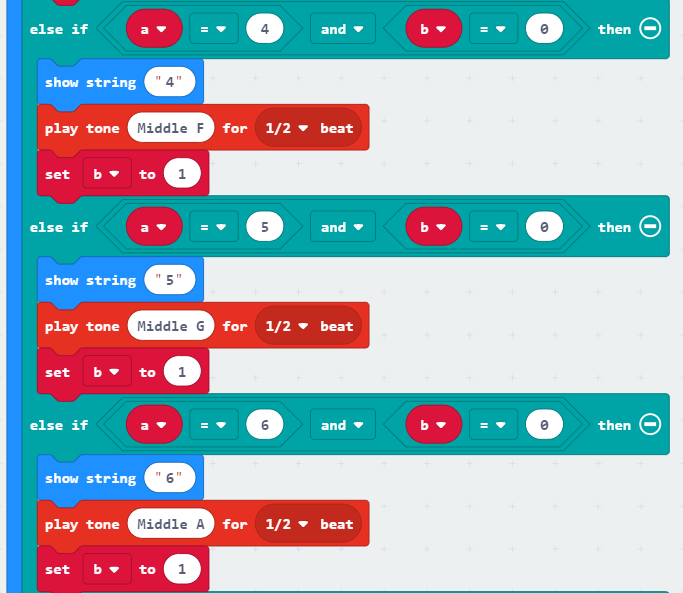 else if a = 4 and b = 0 then
show string "4"
play tone Middle F for 1/2 beat
set b to 1
else if a = 5 and b = 0 then
show string "5"
play tone Middle G for 1/2 beat
set b to 1
else if a = 6 and b = 0 then
show string "6"
play tone Middle A for 1/2 beat
set b to 1